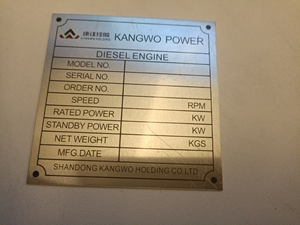 KANGWO POWER
DIESEL ENGINE
MODEL NO.
SERIAL NO.
ORDER NO.
SPEED RPM
RATED POWER KW
STANDBY POWER KW
NET WEIGHT KGS
MFG DATE
SHANDONG KANGWO HOLDING CO.LTD